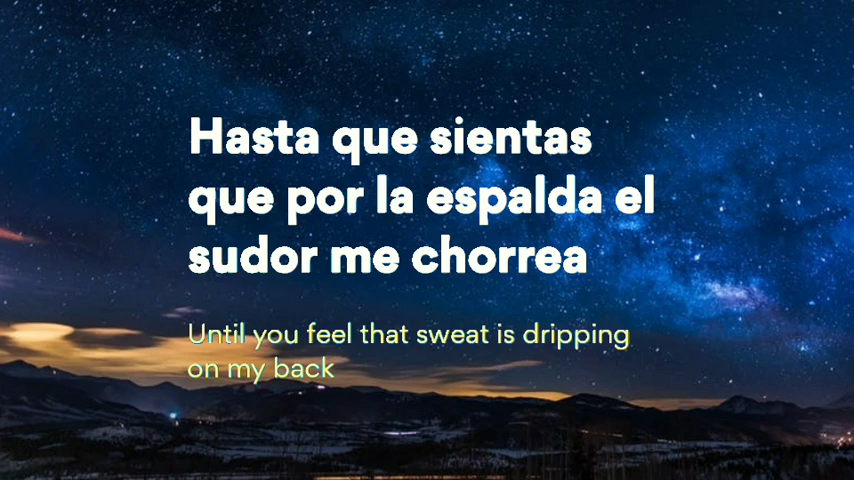 Hasta que sientas
que por la espalda el
sudor me chorrea
Until you feel that sweat is dripping
on my back